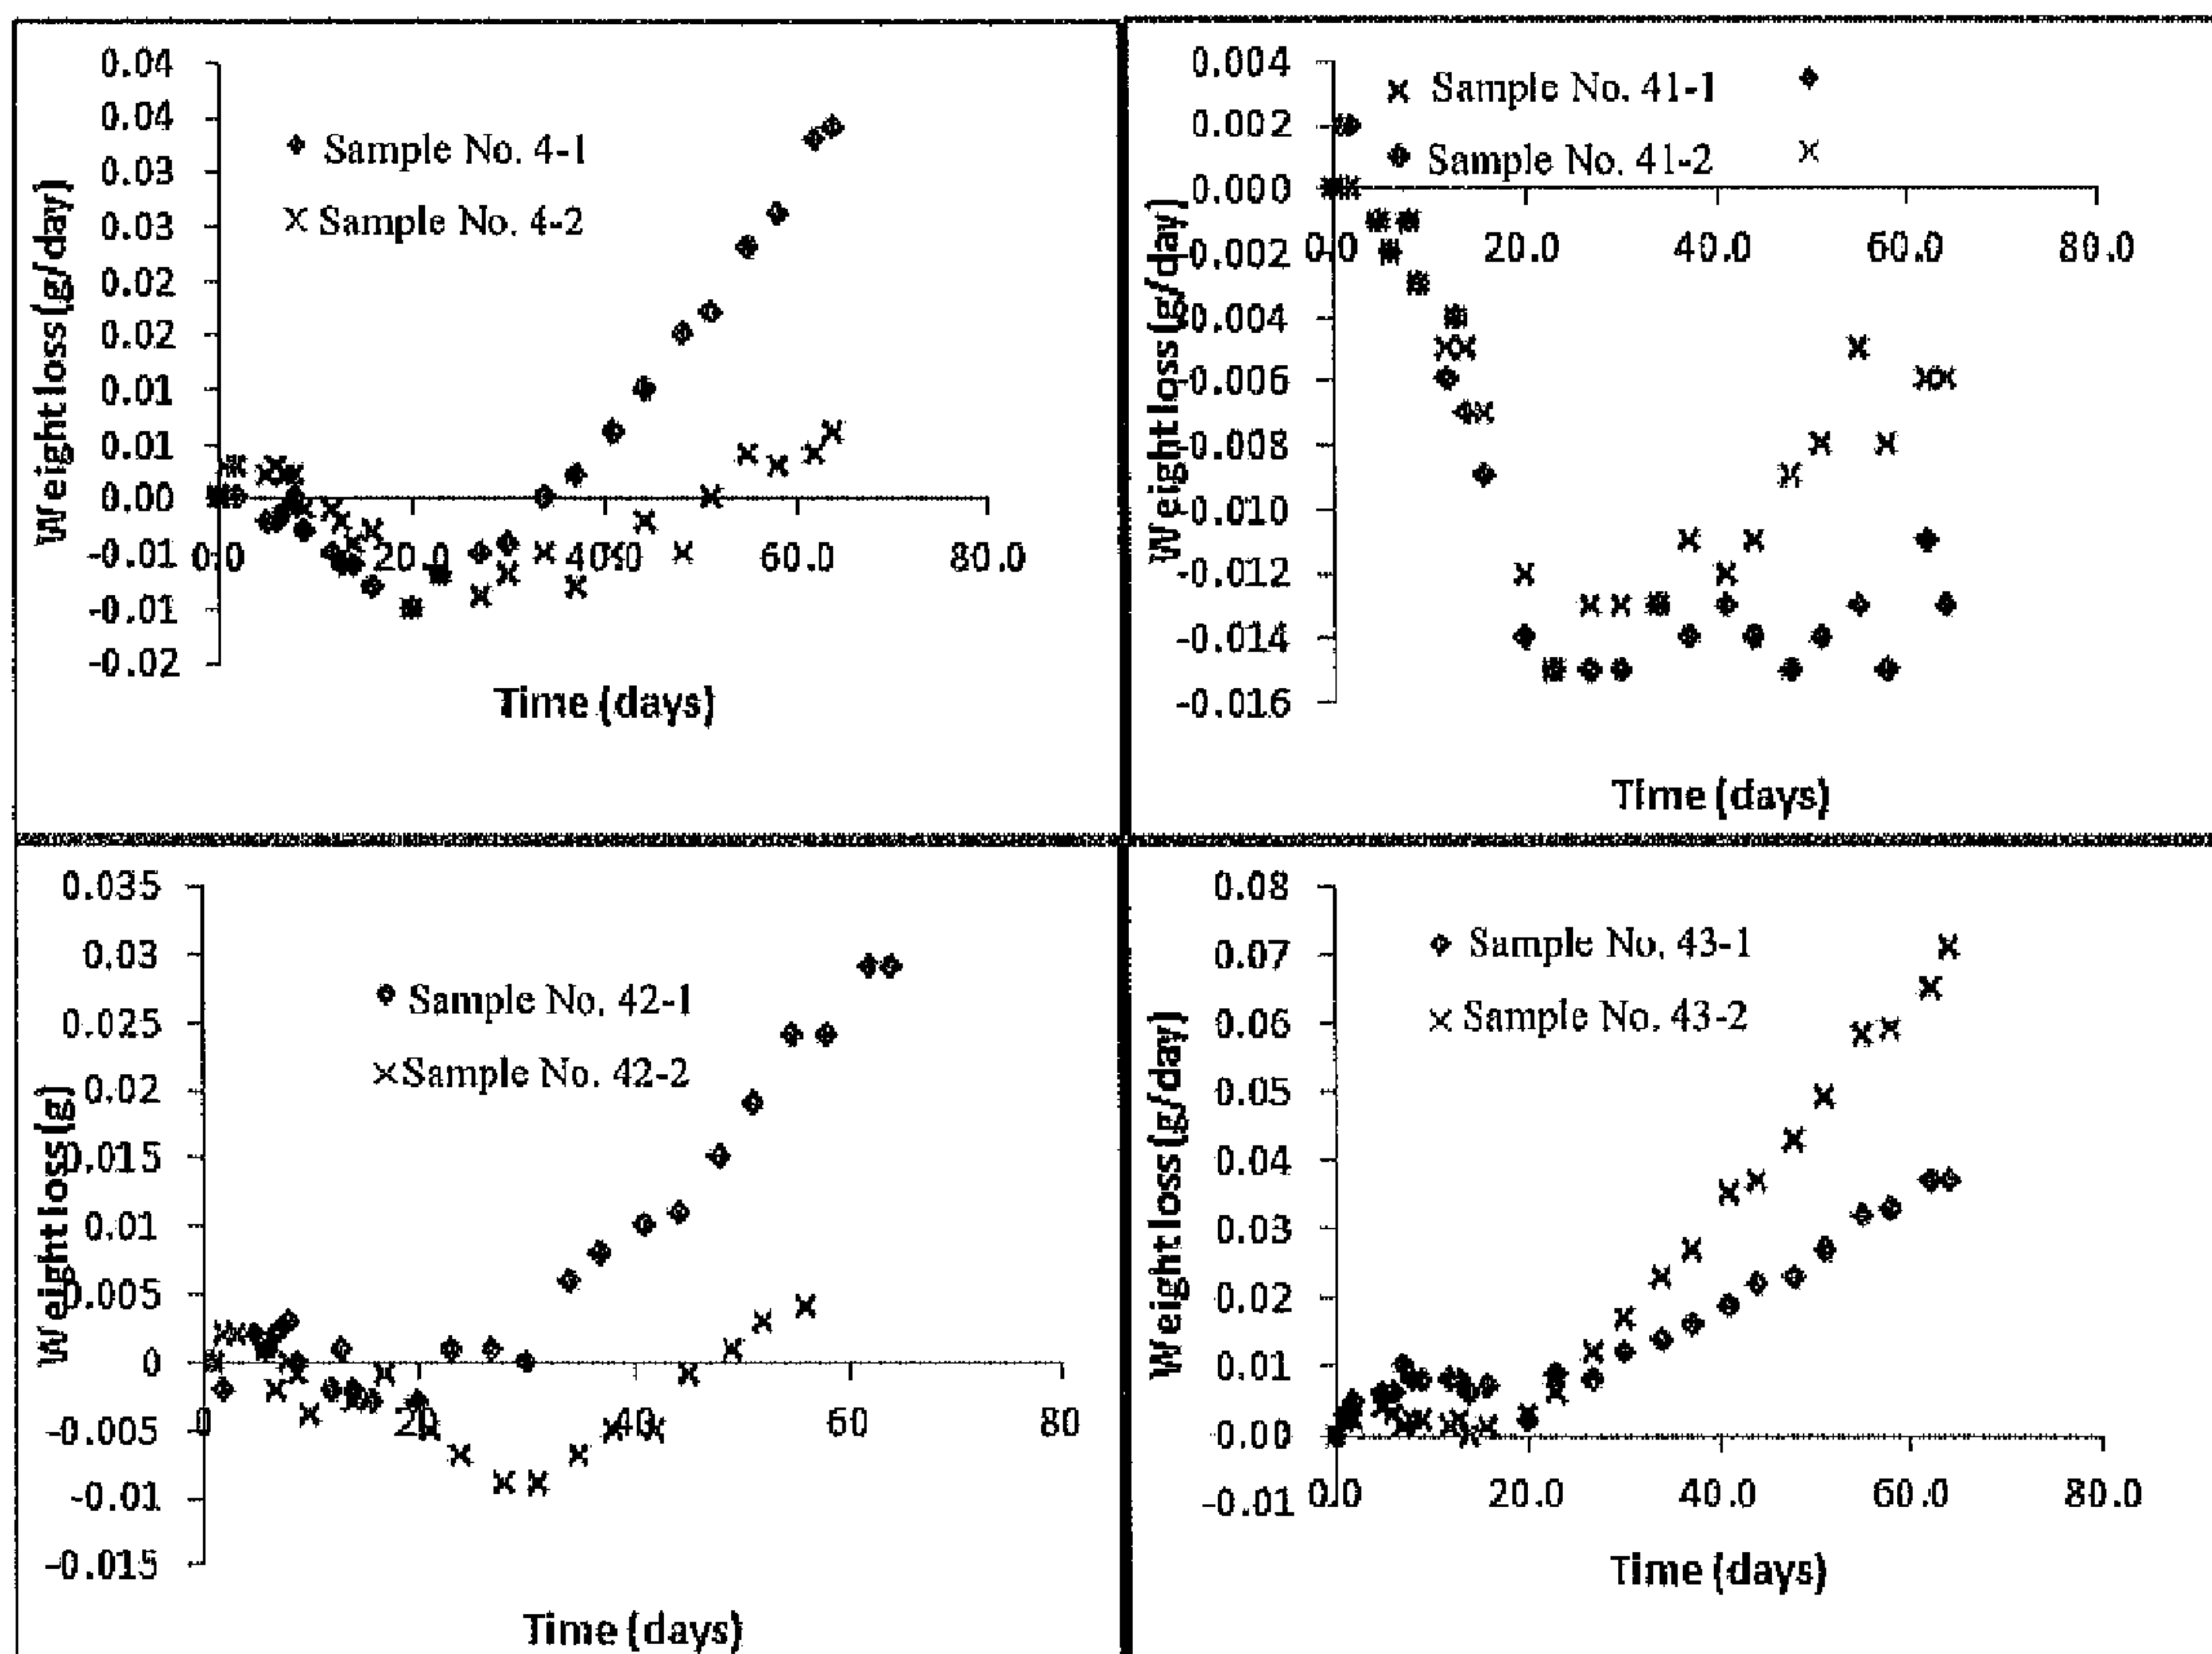 0.04
0.04
0.03
0.03
0.02
0.02
0.01
0.01
0.00
-0.01
-0.01
-0.02
Weightloss(g/day)
Sample No. 4-1
Sample No. 4-2
0.0 20.0 40.0 60.0 80.0
Time (days)
0.004
0.002
0.000
-0.002
-0.004
-0.006
-0.008
-0.010
-0.012
-0.014
-0.016
Weightloss(g/day)
Sample No. 41-1
Sample No. 41-2
0.0 20.0 40.0 60.0 80.0
Time (days)
0.035
0.03
0.025
0.02
0.015
0.01
0.005
0
-0.005
-0.01
-0.015
Weightloss(g)
Sample No. 42-1
Sample No. 42-2
0 20 40 60 80
Time (days)
0.08
0.07
0.06
0.05
0.04
0.03
0.02
0.01
0.00
-0.01
Weightloss(g/day)
Sample No. 43-1
Sample No. 43-2
0.0 20.0 40.0 60.0 80.0
Time (days)